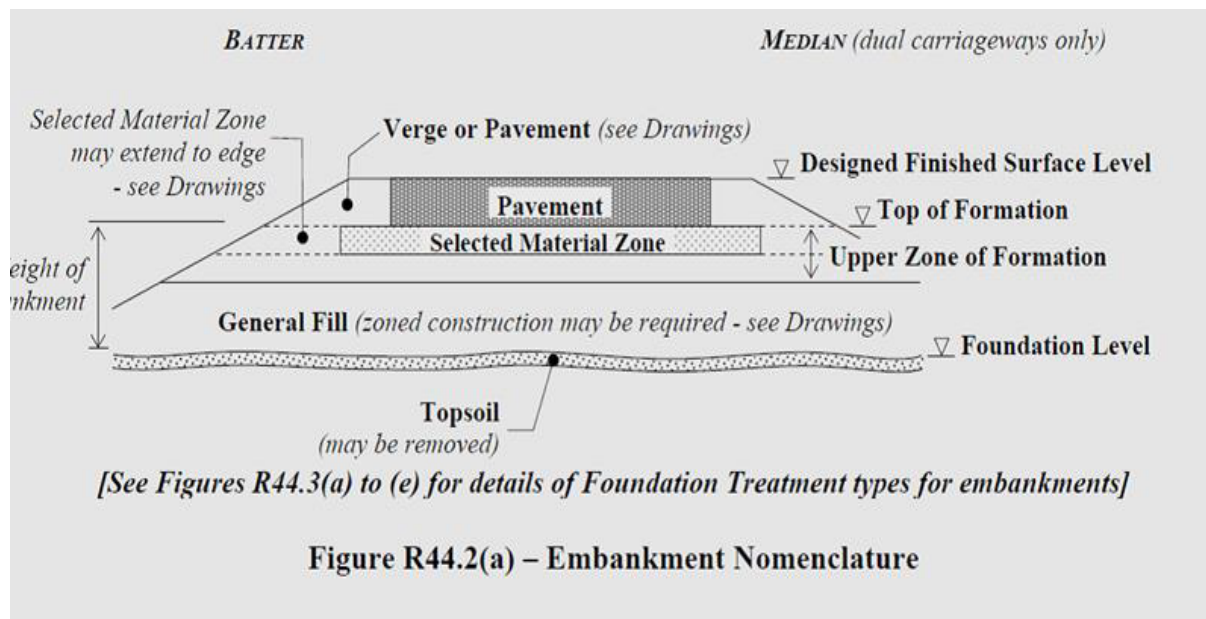 BATTER
MEDIAN (dual carriageways only)
Selected Material Zone
may extend to edge
- see Drawings
Verge or Pavement (see Drawings)
Designed Finished Surface Level
Pavement
Top of Formation
Selected Material Zone
Upper Zone of Formation
eight of
nkment
General Fill (zoned construction may be required - see Drawings)
Foundation Level
Topsoil
(may be removed)
[See Figures R44.3(a) to (e) for details of Foundation Treatment types for embankments]
Figure R44.2(a) – Embankment Nomenclature